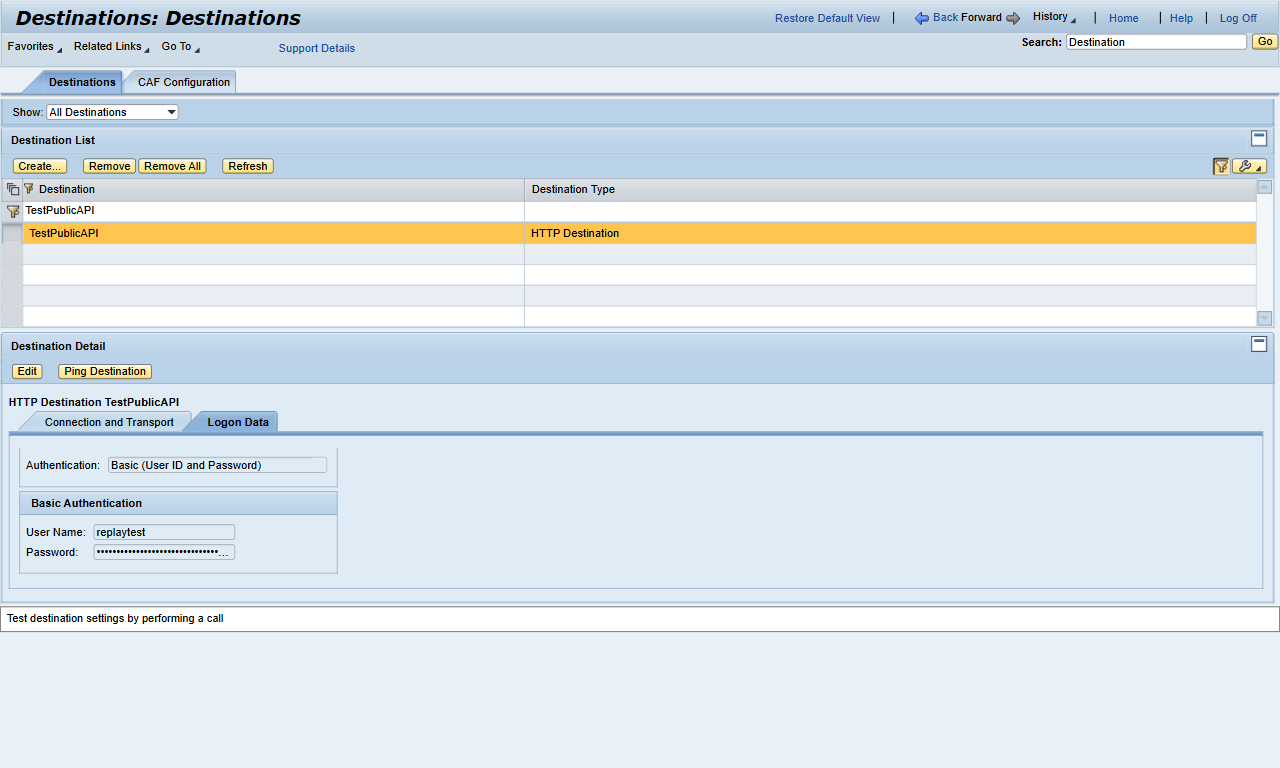 Destinations: Destinations
Restore Default View | Back Forward History | Home | Help | Log Off
Favorites Related Links Go To Support Details
Search: Destination Go
Destinations CAF Configuration
Show: All Destinations
Destination List
Create... Remove Remove All Refresh
Destination Destination Type
TestPublicAPI
TestPublicAPI HTTP Destination
Destination Detail
Edit Ping Destination
HTTP Destination TestPublicAPI
Connection and Transport Logon Data
Authentication: Basic (User ID and Password)
Basic Authentication
User Name: replaytest
Password: •••••••••••••••••••••••••••••••...
Test destination settings by performing a call